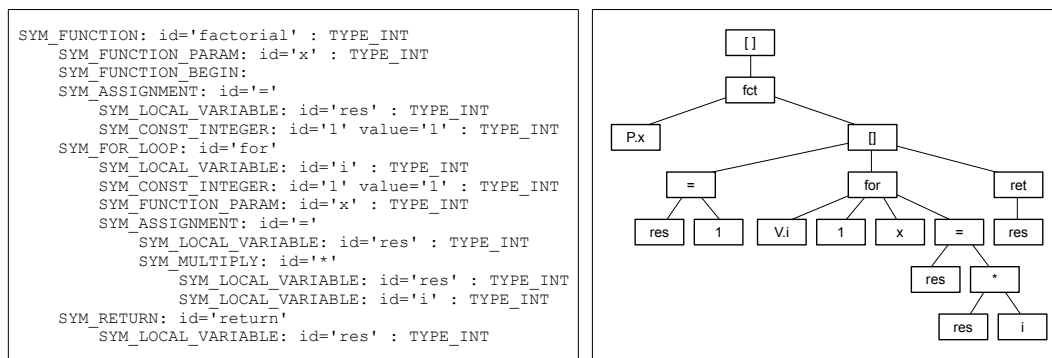 SYM_FUNCTION: id='factorial' : TYPE_INT
SYM_FUNCTION_PARAM: id='x' : TYPE_INT
SYM_FUNCTION_BEGIN:
SYM_ASSIGNMENT: id='='
SYM_LOCAL_VARIABLE: id='res' : TYPE_INT
SYM_CONST_INTEGER: id='1' value='1' : TYPE_INT
SYM_FOR_LOOP: id='for'
SYM_LOCAL_VARIABLE: id='i' : TYPE_INT
SYM_CONST_INTEGER: id='1' value='1' : TYPE_INT
SYM_FUNCTION_PARAM: id='x' : TYPE_INT
SYM_ASSIGNMENT: id='='
SYM_LOCAL_VARIABLE: id='res' : TYPE_INT
SYM_MULTIPLY: id='*'
SYM_LOCAL_VARIABLE: id='res' : TYPE_INT
SYM_LOCAL_VARIABLE: id='i' : TYPE_INT
SYM_RETURN: id='return'
SYM_LOCAL_VARIABLE: id='res' : TYPE_INT
[ ]
fct
P.x []
= for ret
res 1 V.i 1 x = res
res *
res i